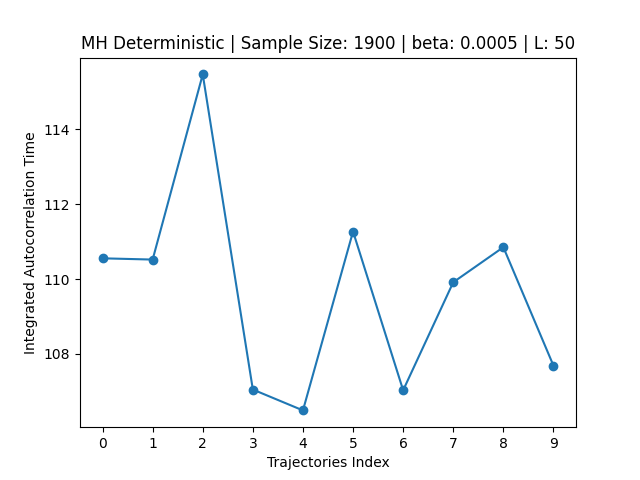 MH Deterministic | Sample Size: 1900 | beta: 0.0005 | L: 50
Integrated Autocorrelation Time
114
112
110
108
0 1 2 3 4 5 6 7 8 9
Trajectories Index